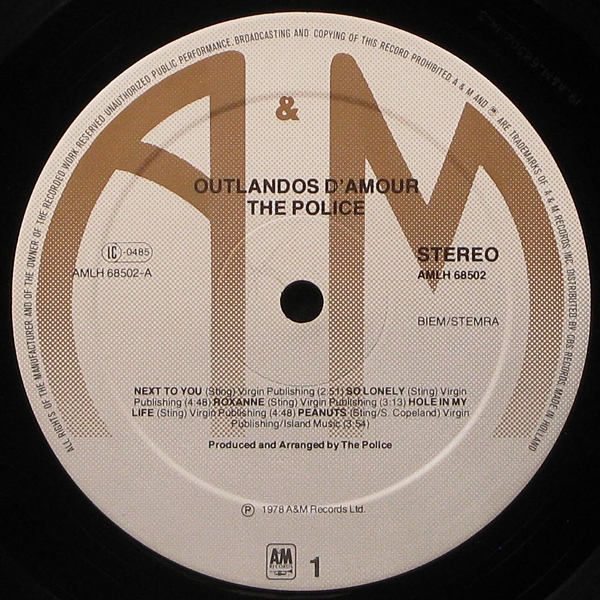 ALL RIGHTS OF THE MANUFACTURER AND OF THE OWNER OF THE RECORDED WORK RESERVED UNAUTHORIZED PUBLIC PERFORMANCE, BROADCASTING AND COPYING OF THIS RECORD PROHIBITED A & M AND ARE TRADEMARKS OF A & M RECORDS INC. DISTRIBUTED BY CBS RECORDS. MADE IN HOLLAND
A & M
OUTLANDOS D'AMOUR
THE POLICE
LC -0485
STEREO
AMLH 68502-A
AMLH 68502
BIEM/STEMRA
NEXT TO YOU (Sting) Virgin Publishing (2:51) SO LONELY (Sting) Virgin
Publishing (4:48) ROXANNE (Sting) Virgin Publishing (3:13) HOLE IN MY
LIFE (Sting) Virgin Publishing (4:48) PEANUTS (Sting/S. Copeland) Virgin
Publishing/Island Music (3:54)
Produced and Arranged by The Police
Ⓟ 1978 A&M Records Ltd.
A&M
RECORDS
1